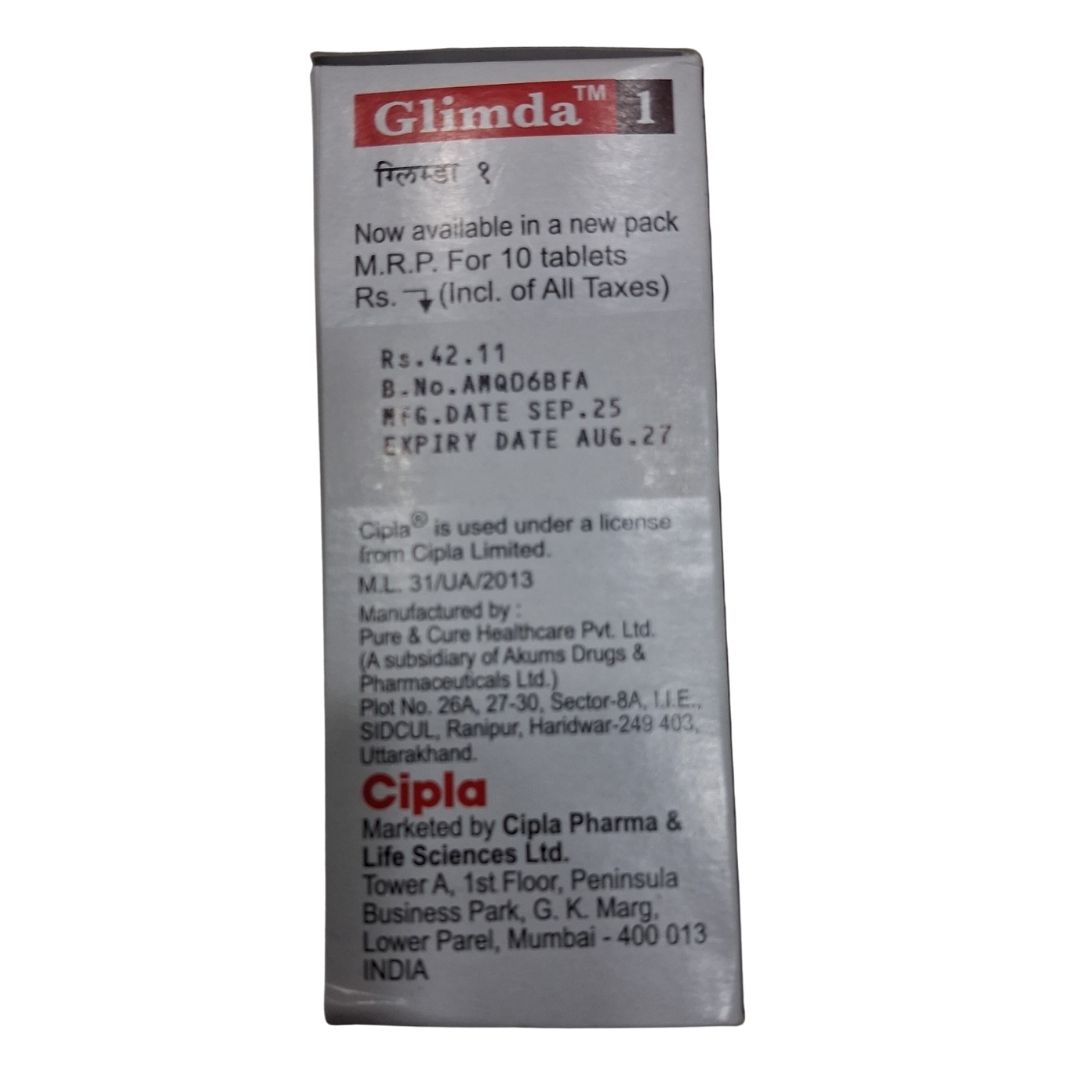 Glimda™ 1
ग्लिम्डा १
Now available in a new pack
M.R.P. For 10 tablets
Rs. (Incl. of All Taxes)
Rs.42.11
B.No.AMQD6BFA
MFG.DATE SEP.25
EXPIRY DATE AUG.27
Cipla® is used under a license
from Cipla Limited.
M.L. 31/UA/2013
Manufactured by :
Pure & Cure Healthcare Pvt. Ltd.
(A subsidiary of Akums Drugs &
Pharmaceuticals Ltd.)
Plot No. 26A, 27-30, Sector-8A, I.I.E.,
SIDCUL, Ranipur, Haridwar-249 403,
Uttarakhand.
Cipla
Marketed by Cipla Pharma &
Life Sciences Ltd.
Tower A, 1st Floor, Peninsula
Business Park, G. K. Marg,
Lower Parel, Mumbai - 400 013
INDIA